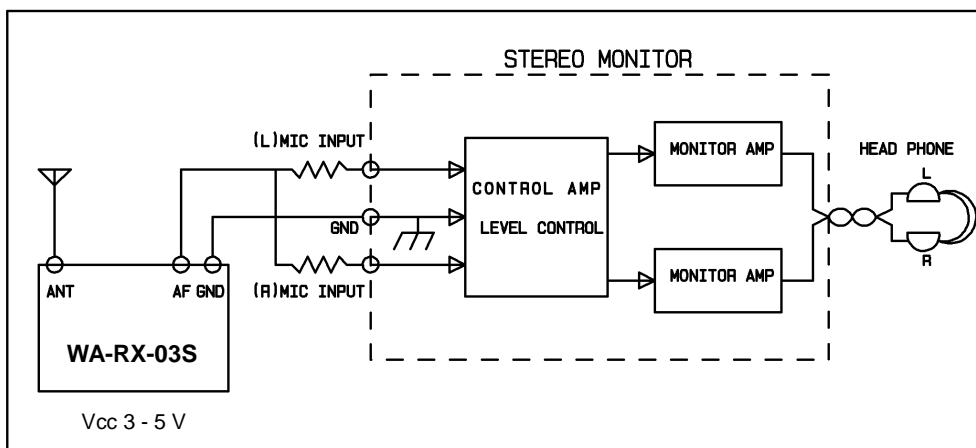 STEREO MONITOR
(L)MIC INPUT
MONITOR AMP
HEAD PHONE
L
CONTROL AMP
GND
LEVEL CONTROL
(R)MIC INPUT
MONITOR AMP
R
ANT
AF GND
WA-RX-03S
Vcc 3 - 5 V